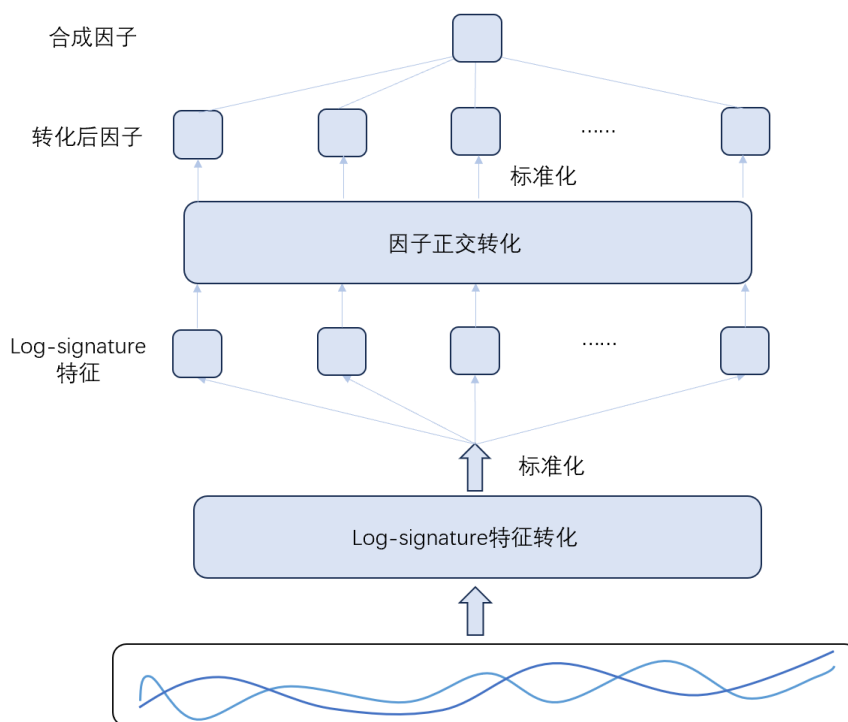 合成因子
转化后因子
……
标准化
因子正交转化
Log-signature
特征
……
标准化
Log-signature特征转化